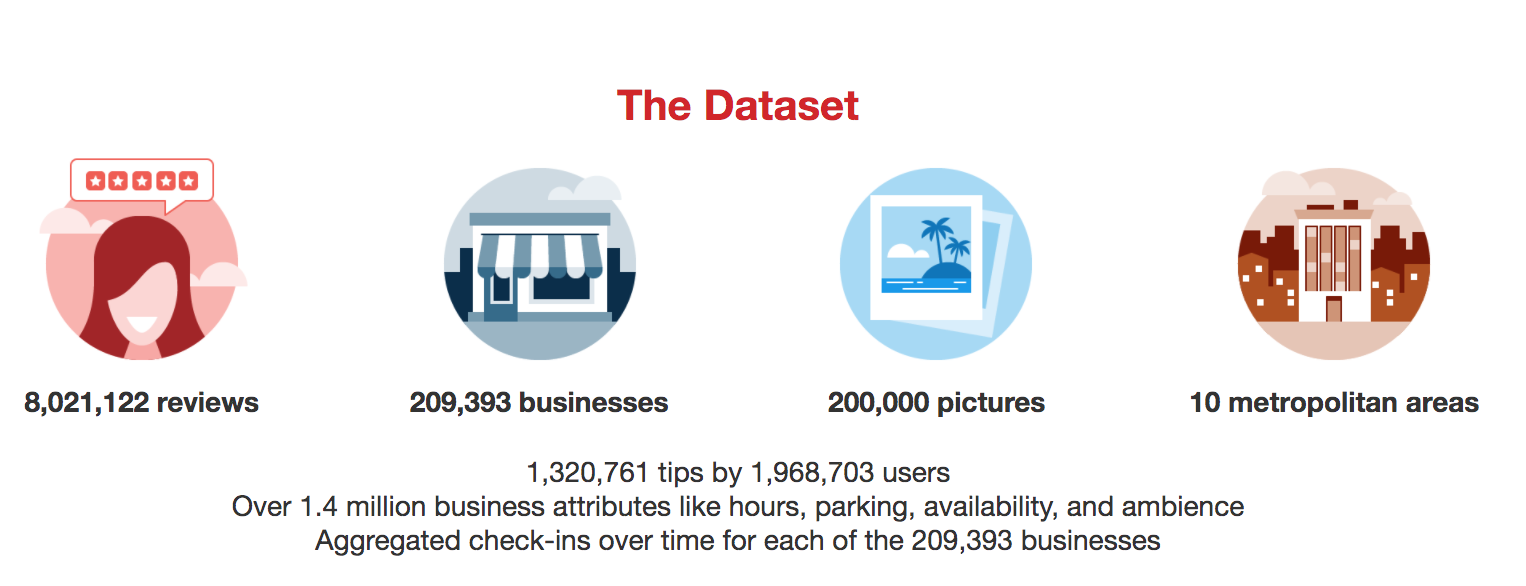 The Dataset
8,021,122 reviews
209,393 businesses
200,000 pictures
10 metropolitan areas
1,320,761 tips by 1,968,703 users
Over 1.4 million business attributes like hours, parking, availability, and ambience
Aggregated check-ins over time for each of the 209,393 businesses